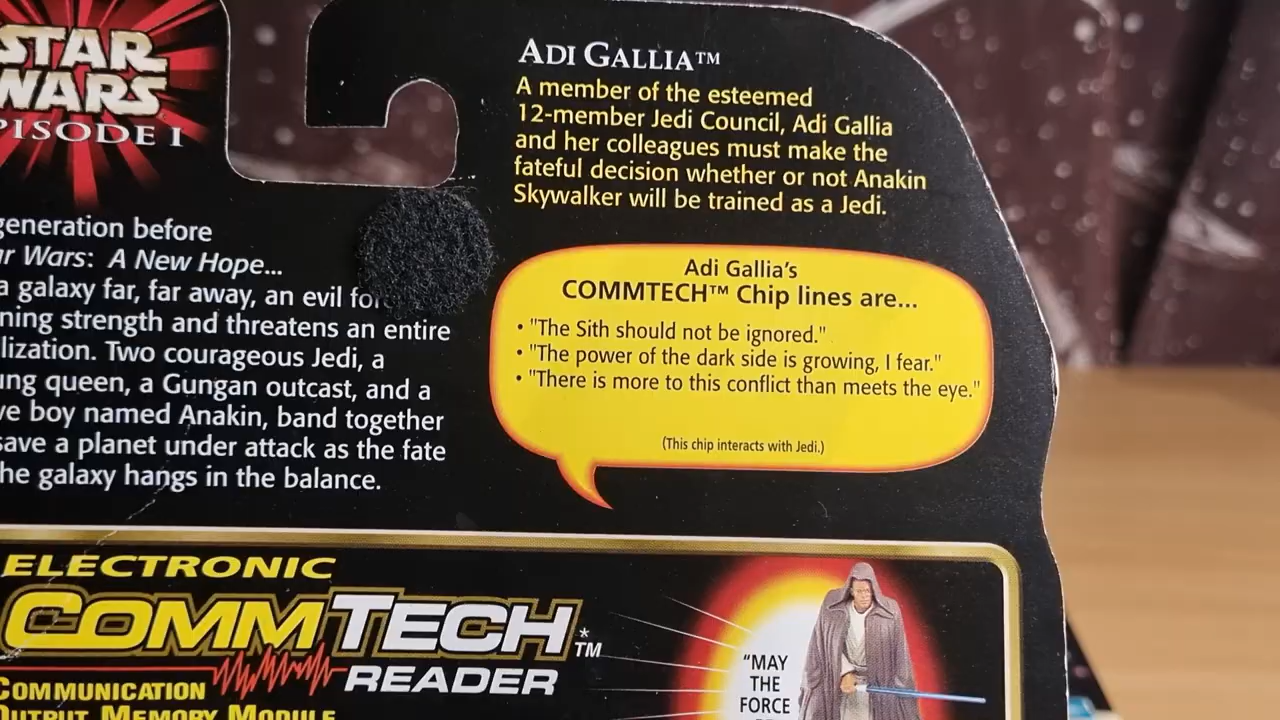 STAR
WARS
EPISODE I
ADI GALLIA™
A member of the esteemed
12-member Jedi Council, Adi Gallia
and her colleagues must make the
fateful decision whether or not Anakin
Skywalker will be trained as a Jedi.
generation before
Wars: A New Hope...
a galaxy far, far away, an evil
strength and threatens an entire
Two courageous Jedi, a
queen, a Gungan outcast, and a
boy named Anakin, band together
save a planet under attack as the fate
galaxy hangs in the balance.
Adi Gallia's
COMMTECH™ Chip lines are...
• "The Sith should not be ignored."
• "The power of the dark side is growing, I fear."
• "There is more to this conflict than meets the eye."
(This chip interacts with Jedi.)
ELECTRONIC
COMMTECH*™
READER
COMMUNICATION
OUTPUT MEMORY MODULE
"MAY
THE
FORCE